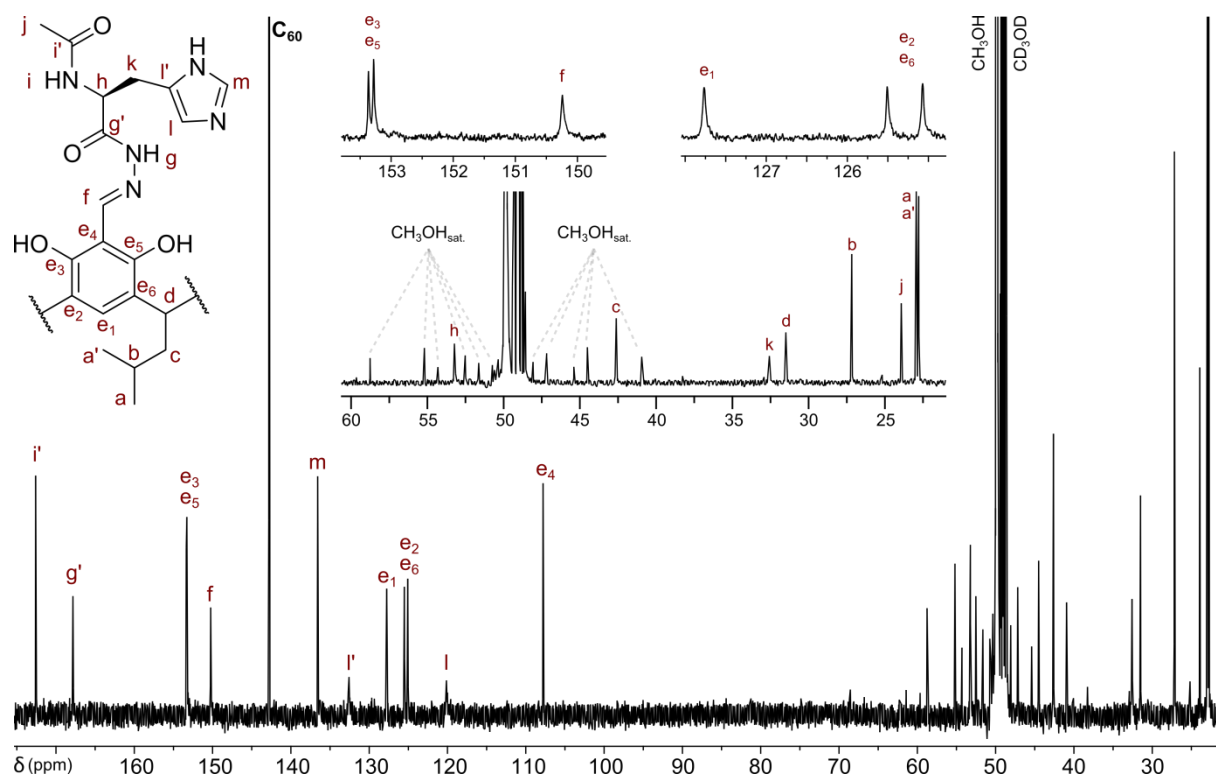 j
O
i'
i
N
H
h
k
l'
NH
m
N
l
g'
O
NH
g
N
f
HO
e4
e5
OH
e3
e6
d
e2
e1
a'
b
c
a
C60
e3
e5
f
e1
e2
e6
CH3OH
CD3OD
153 152 151 150
127 126
CH3OHsat.
CH3OHsat.
h
c
k
d
b
j
a
a'
60 55 50 45 40 35 30 25
i'
g'
e3
e5
f
m
l'
e1
e2
e6
l
e4
δ (ppm) 160 150 140 130 120 110 100 90 80 70 60 50 40 30